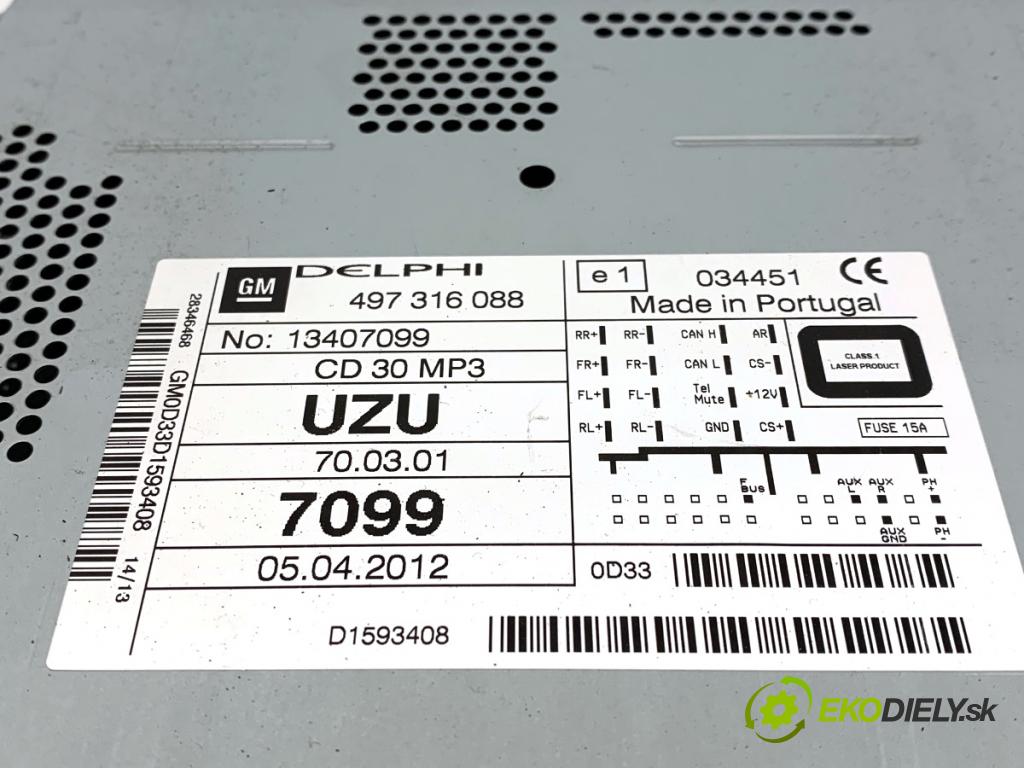 GM DELPHI
497 316 088
No: 13407099
CD 30 MP3
UZU
70.03.01
7099
05.04.2012
D1593408
28346468
GM0D33D1593408
14/13
e1 034451 CE
Made in Portugal
RR+ RR- CAN H AR
FR+ FR- CAN L CS-
FL+ FL- Tel Mute +12V
RL+ RL- GND CS+
CLASS 1
LASER PRODUCT
FUSE 15A
F BUS
AUX L AUX R PH +
AUX GND PH -
0D33
EKODIELY.sk